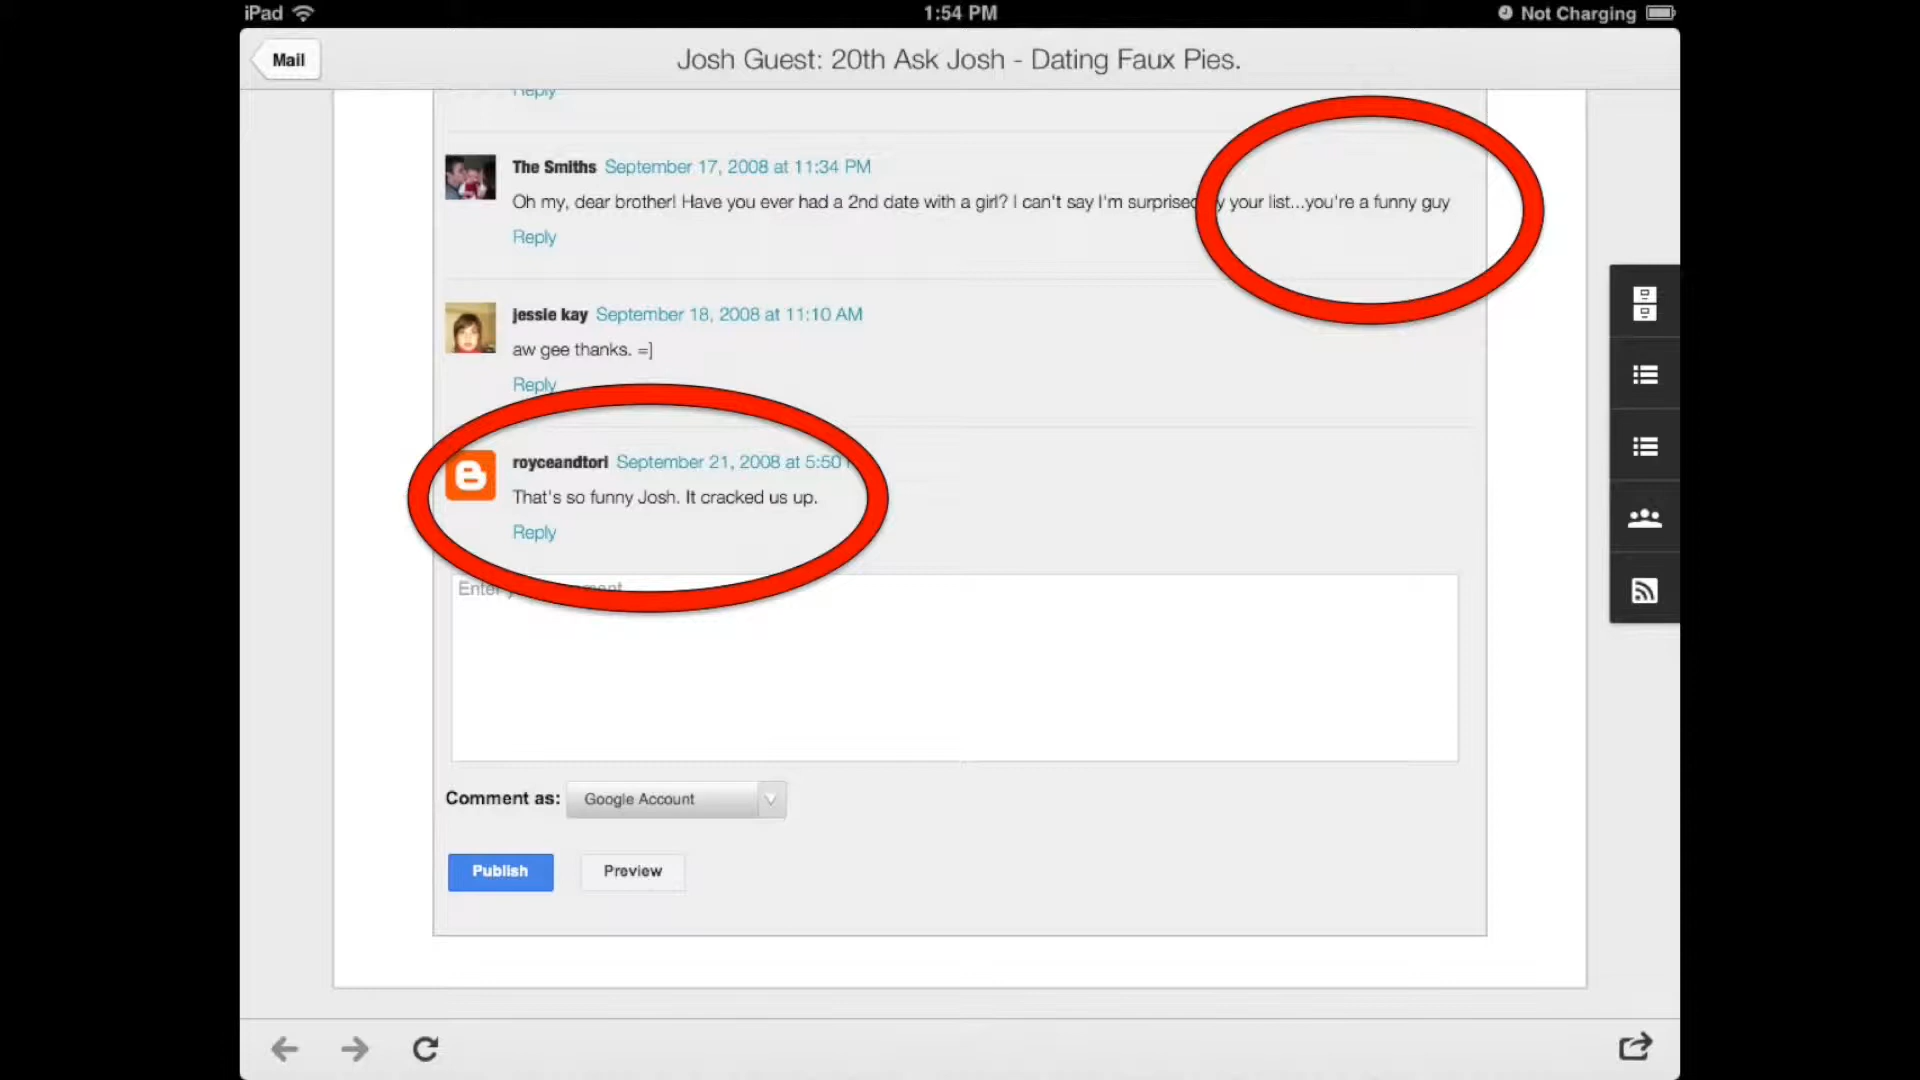 iPad
1:54 PM
Not Charging
Mail
Josh Guest: 20th Ask Josh - Dating Faux Pies.
Reply
The Smiths September 17, 2008 at 11:34 PM
Oh my, dear brother! Have you ever had a 2nd date with a girl? I can't say I'm surprised y your list...you're a funny guy
Reply
jessie kay September 18, 2008 at 11:10 AM
aw gee thanks. =]
Reply
royceandtori September 21, 2008 at 5:50
That's so funny Josh. It cracked us up.
Reply
Enter
Comment as: Google Account
Publish
Preview